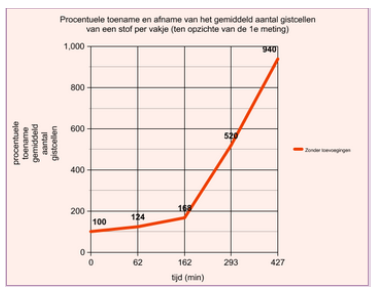 Procentuele toename en afname van het gemiddeld aantal gistcellen
van een stof per vakje (ten opzichte van de 1e meting)
1,000
800
600
400
200
0
procentuele
toename
gemiddeld
aantal
gistcellen
100
124
168
520
940
0
62
162
293
427
tijd (min)
Zonder toevoegingen